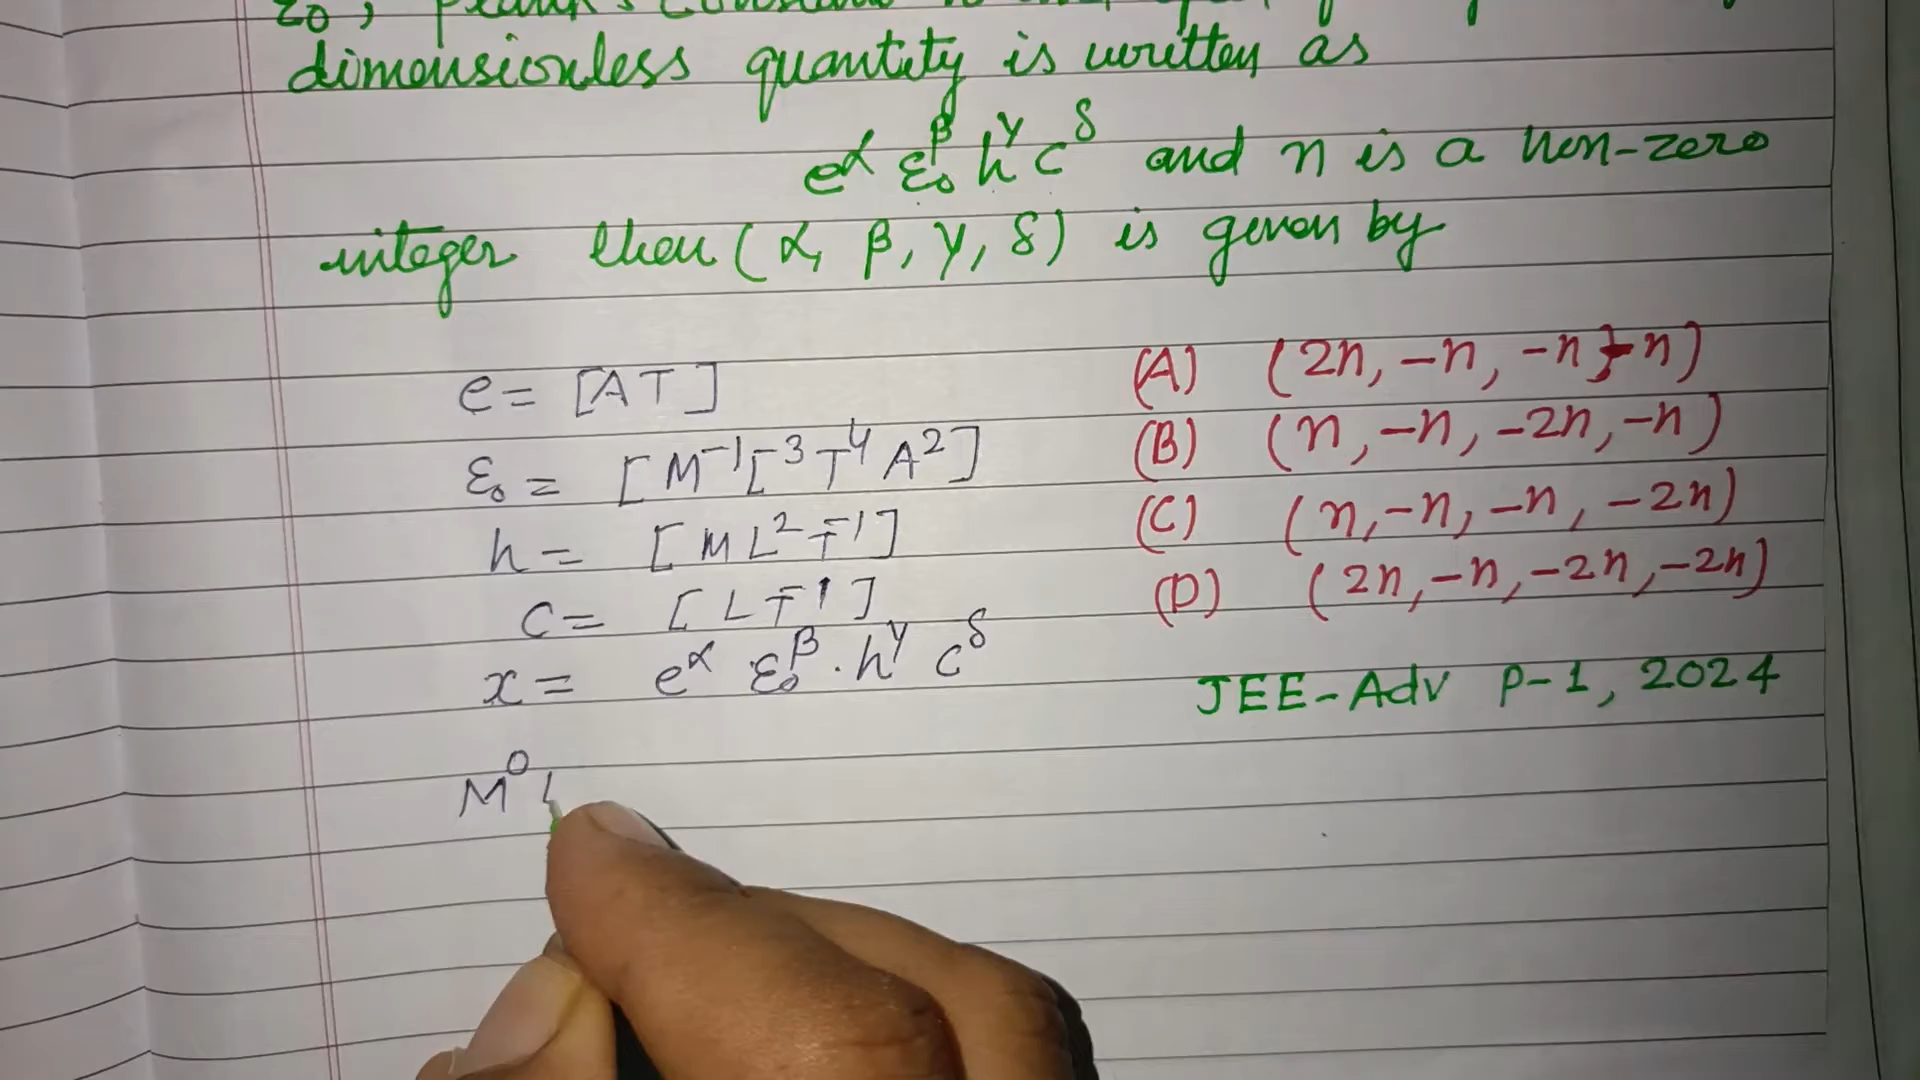 dimensionless quantity is written as
e^α ε₀^β h^γ c^δ and n is a non-zero
integer then (α, β, γ, δ) is given by
e = [AT]
(A) (2n, -n, -n, -n)
ε₀ = [M⁻¹L⁻³T⁴A²]
(B) (n, -n, -2n, -n)
h = [ML²T⁻¹]
(C) (n, -n, -n, -2n)
c = [LT⁻¹]
(D) (2n, -n, -2n, -2n)
x = e^α ε₀^β . h^γ c^δ
JEE-Adv P-1, 2024
M⁰L